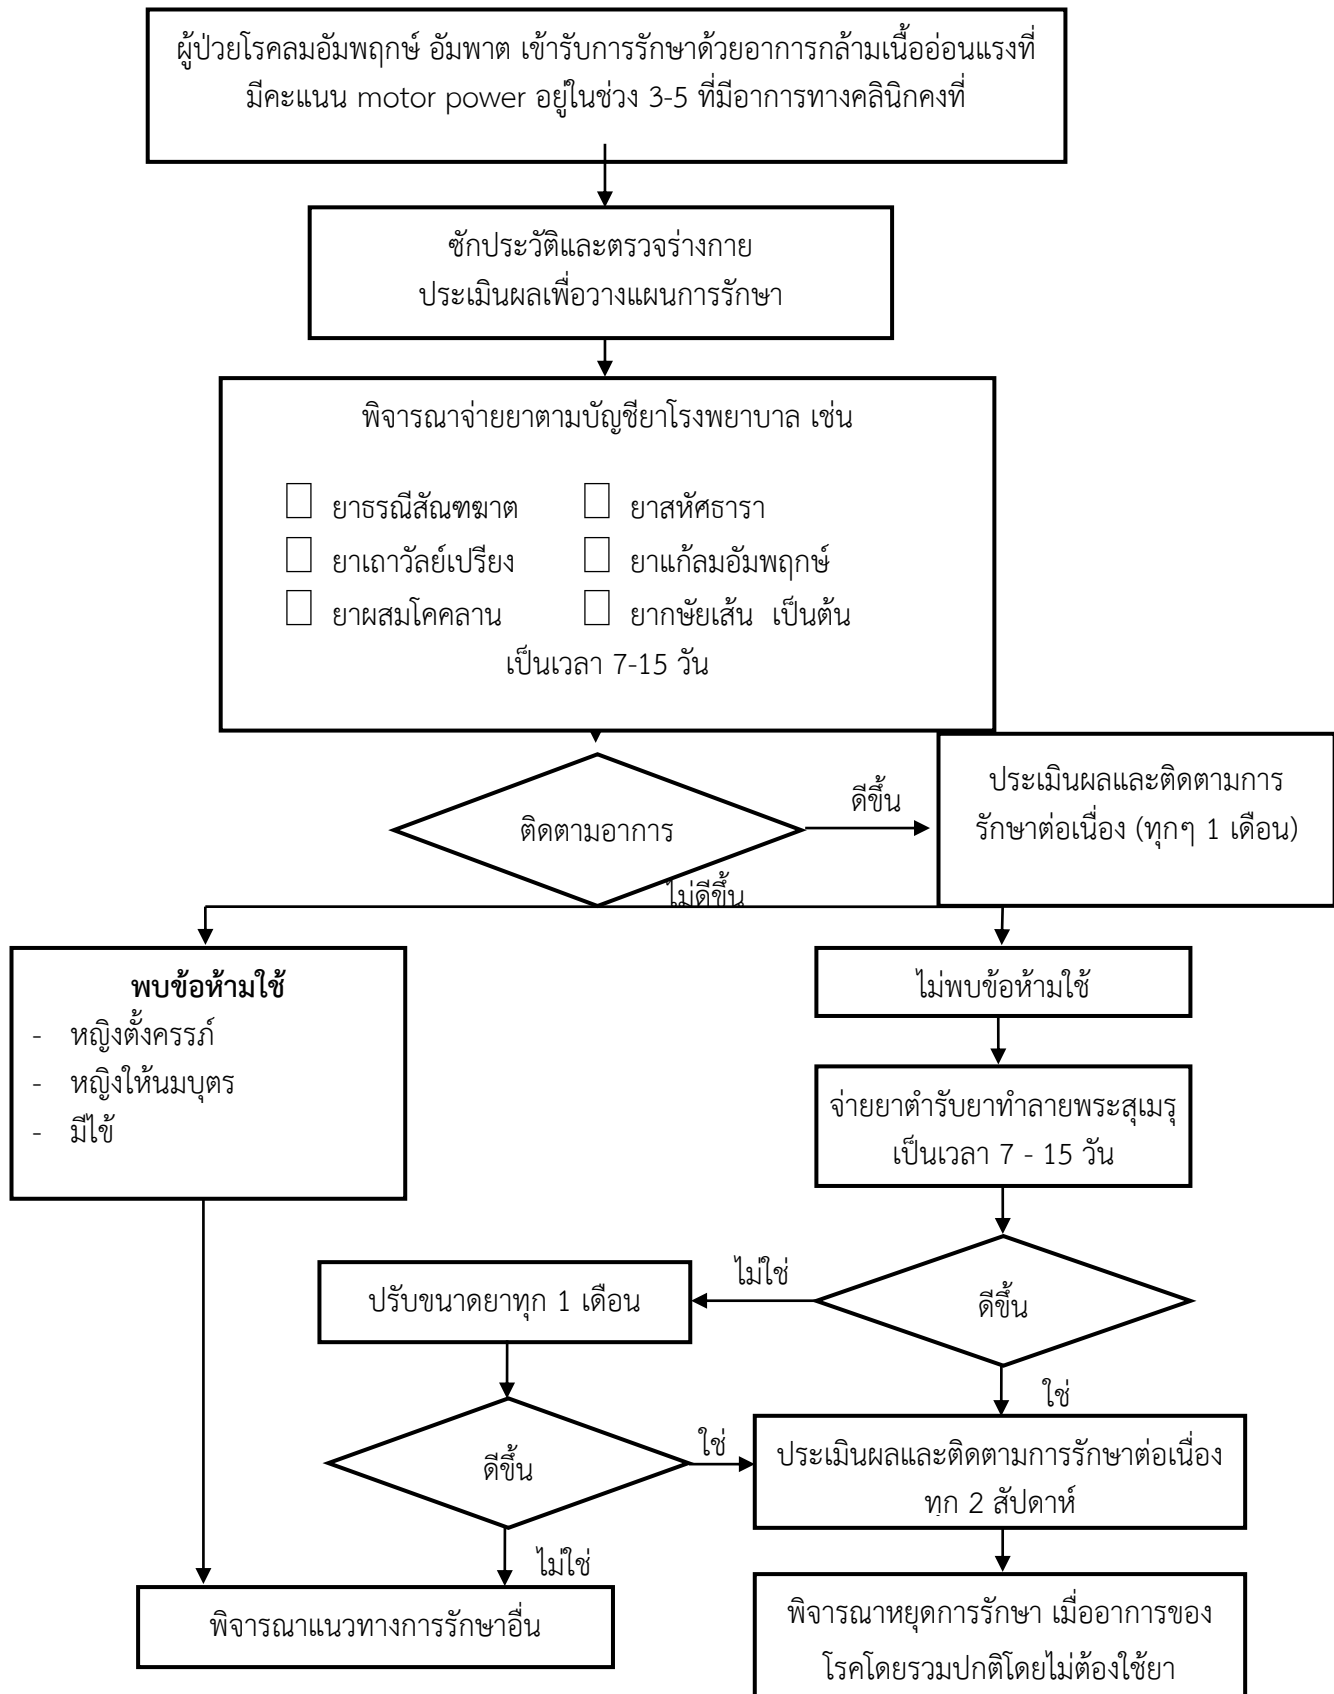 ผู้ป่วยโรคลมอัมพฤกษ์ อัมพาต เข้ารับการรักษาด้วยอาการกล้ามเนื้ออ่อนแรงที่
มีคะแนน motor power อยู่ในช่วง 3-5 ที่มีอาการทางคลินิกคงที่
ซักประวัติและตรวจร่างกาย
ประเมินผลเพื่อวางแผนการรักษา
พิจารณาจ่ายยาตามบัญชียาโรงพยาบาล เช่น
ยาธรณีสัณฑฆาต ยาสหัศธารา
ยาเถาวัลย์เปรียง ยาแก้ลมอัมพฤกษ์
ยาผสมโคคลาน ยากษัยเส้น เป็นต้น
เป็นเวลา 7-15 วัน
ติดตามอาการ
ดีขึ้น
ประเมินผลและติดตามการ
รักษาต่อเนื่อง (ทุกๆ 1 เดือน)
ไม่ดีขึ้น
พบข้อห้ามใช้
- หญิงตั้งครรภ์
- หญิงให้นมบุตร
- มีไข้
ไม่พบข้อห้ามใช้
จ่ายยาตำรับยาทำลายพระสุเมรุ
เป็นเวลา 7 - 15 วัน
ดีขึ้น
ไม่ใช่
ปรับขนาดยาทุก 1 เดือน
ใช่
ดีขึ้น
ใช่
ประเมินผลและติดตามการรักษาต่อเนื่อง
ทุก 2 สัปดาห์
ไม่ใช่
พิจารณาแนวทางการรักษาอื่น
พิจารณาหยุดการรักษา เมื่ออาการของ
โรคโดยรวมปกติโดยไม่ต้องใช้ยา